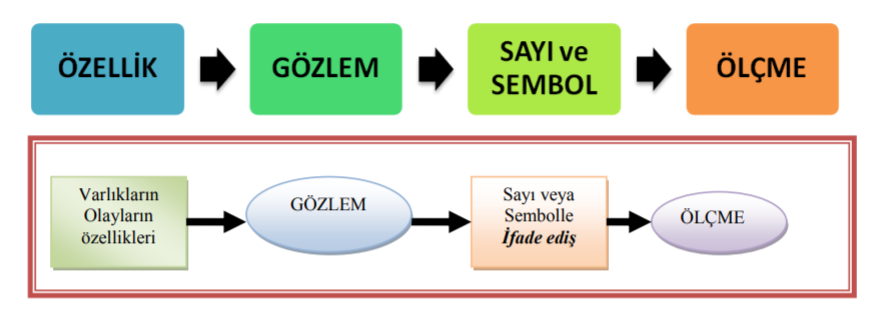 ÖZELLİK
GÖZLEM
SAYI ve
SEMBOL
ÖLÇME
Varlıkların
Olayların
özellikleri
GÖZLEM
Sayı veya
Sembolle
İfade ediş
ÖLÇME